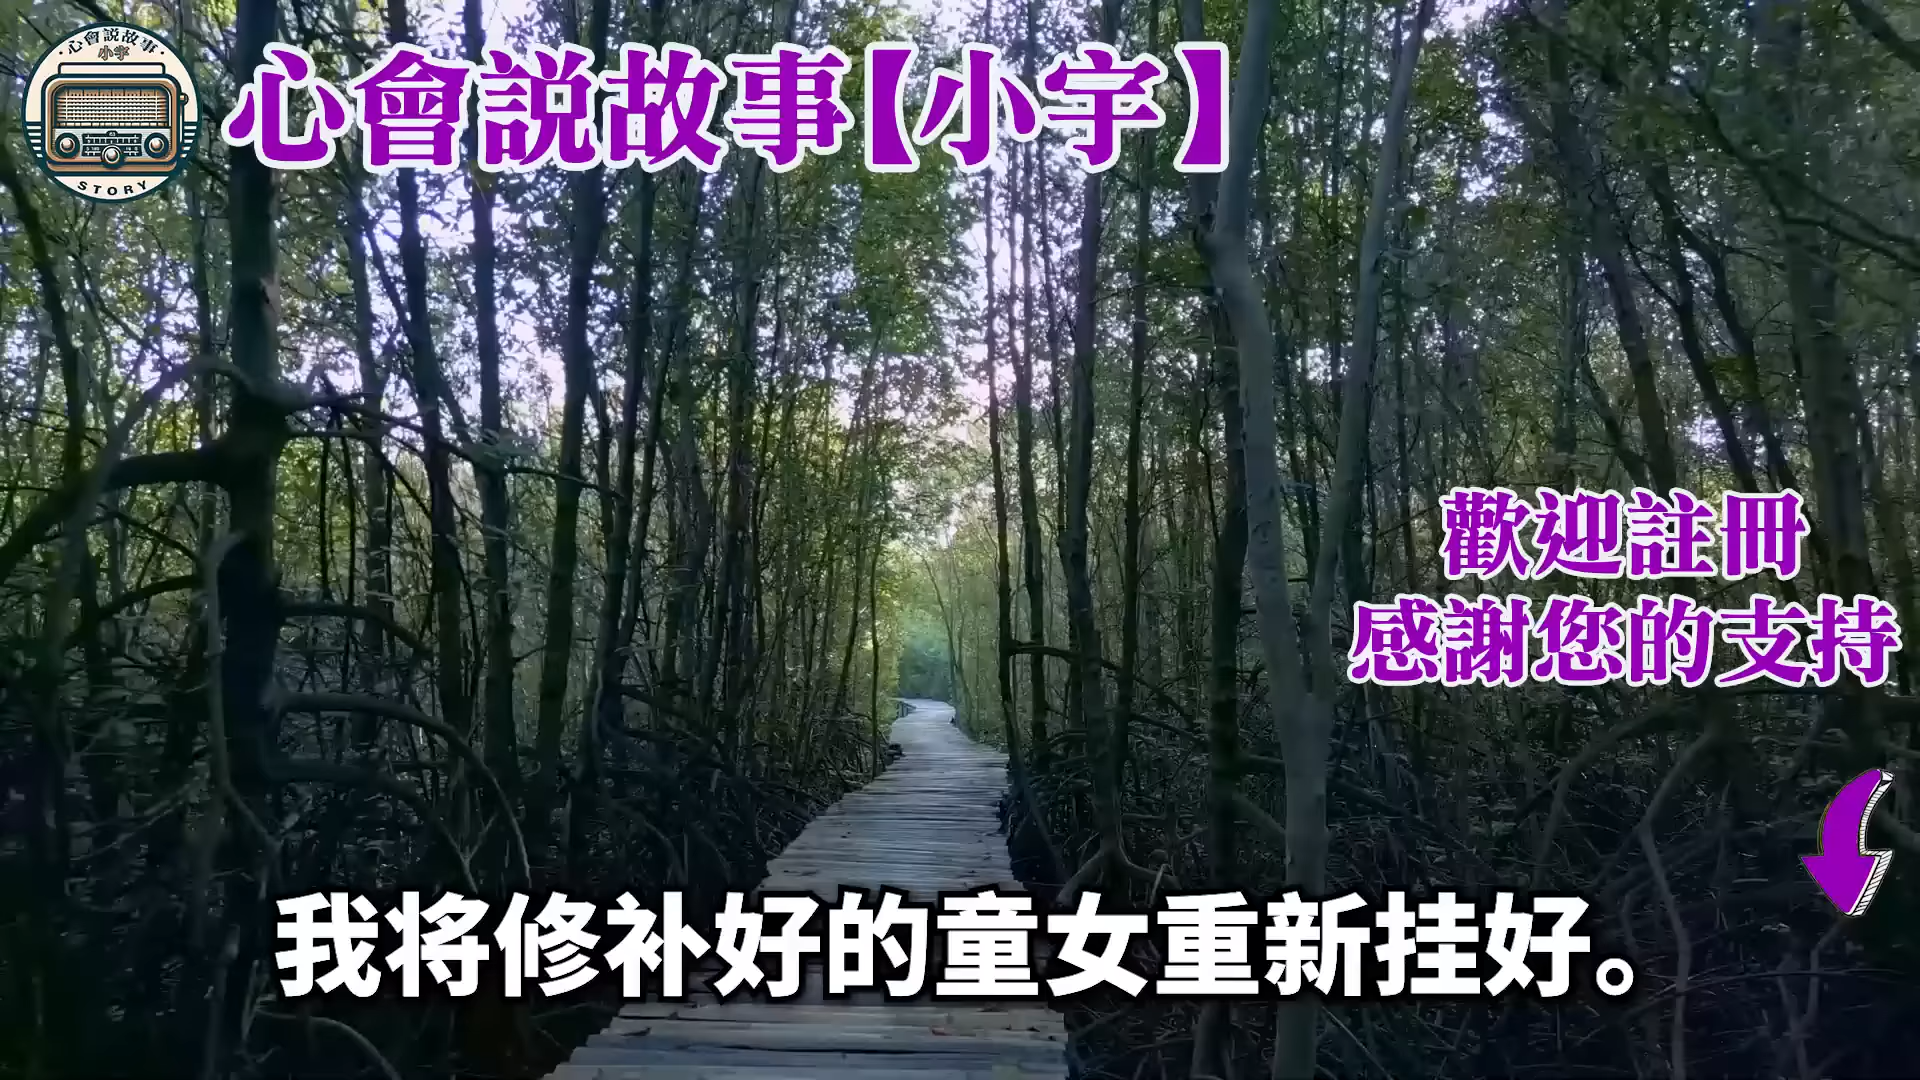 心會説故事
小宇
STORY
心會説故事【小宇】
歡迎註冊
感謝您的支持
我将修补好的童女重新挂好。